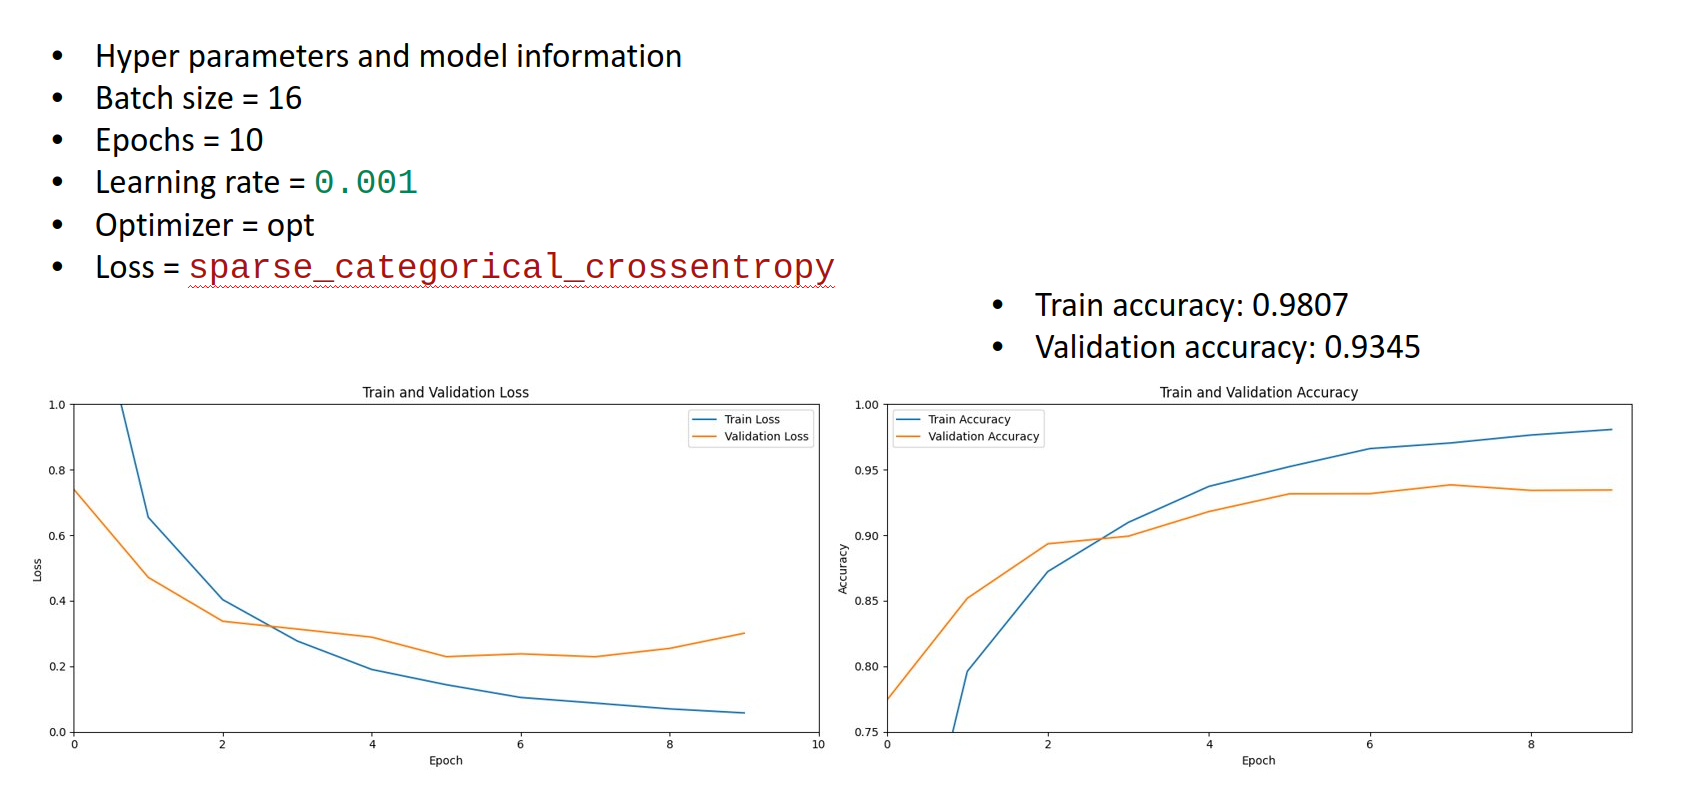 • Hyper parameters and model information
• Batch size = 16
• Epochs = 10
• Learning rate = 0.001
• Optimizer = opt
• Loss = sparse_categorical_crossentropy
• Train accuracy: 0.9807
• Validation accuracy: 0.9345
Train and Validation Loss
Train Loss
Validation Loss
1.0
0.8
0.6
0.4
0.2
0.0
Loss
0 2 4 6 8 10
Epoch
Train and Validation Accuracy
Train Accuracy
Validation Accuracy
1.00
0.95
0.90
0.85
0.80
0.75
Accuracy
0 2 4 6 8
Epoch